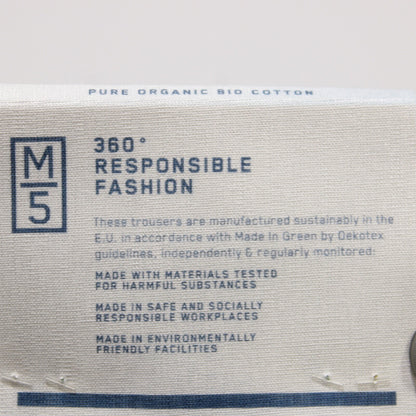 PURE ORGANIC BIO COTTON
M
5
360°
RESPONSIBLE
FASHION
These trousers are manufactured sustainably in the
E.U. in accordance with Made In Green by Oekotex
guidelines, independently & regularly monitored:
MADE WITH MATERIALS TESTED
FOR HARMFUL SUBSTANCES
MADE IN SAFE AND SOCIALLY
RESPONSIBLE WORKPLACES
MADE IN ENVIRONMENTALLY
FRIENDLY FACILITIES